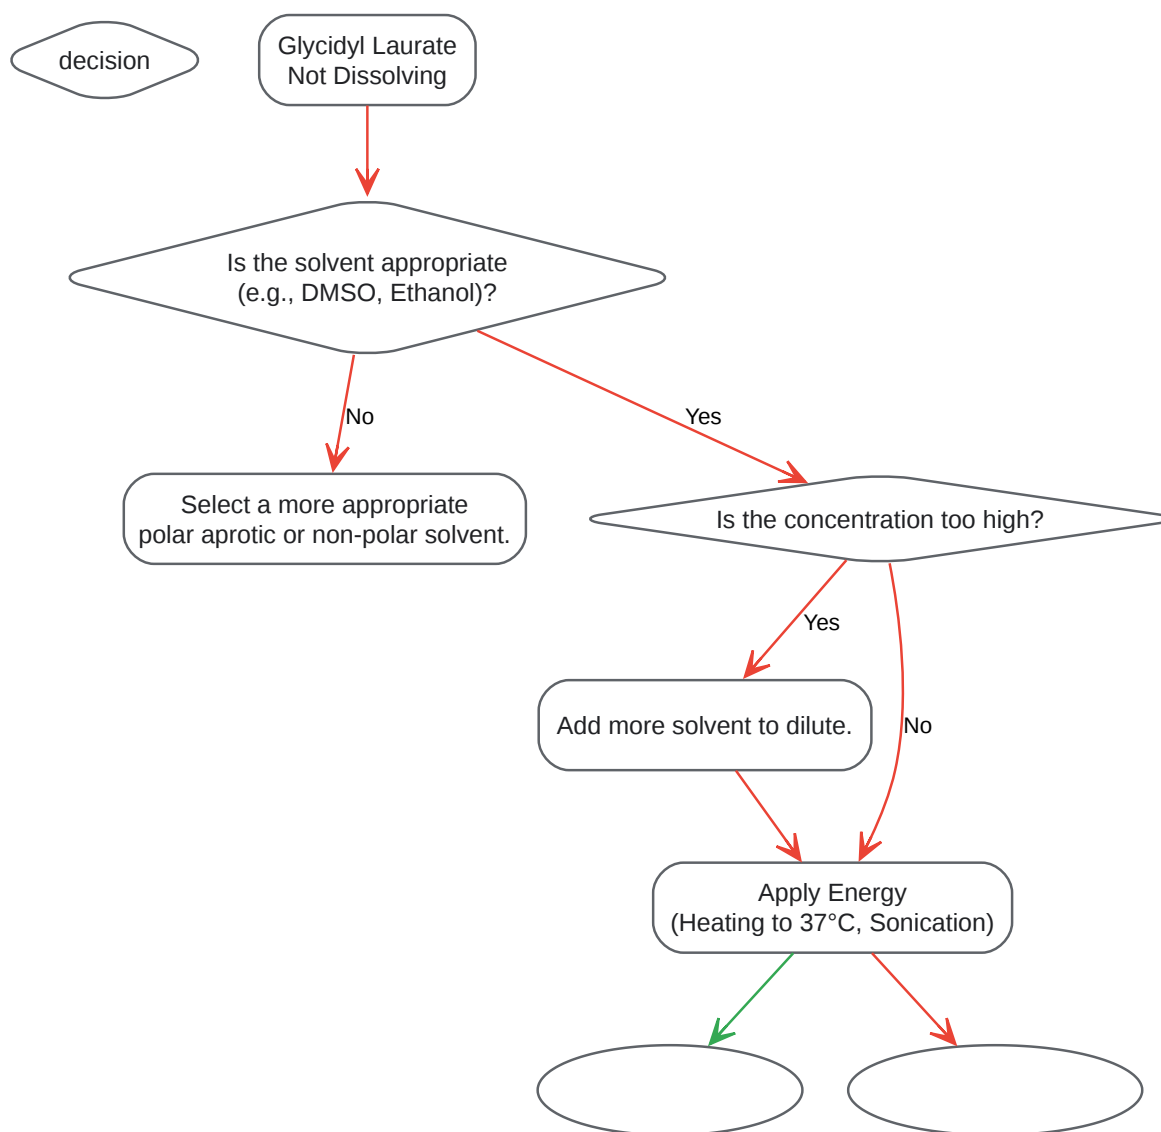 decision
Glycidyl Laurate
Not Dissolving
Is the solvent appropriate
(e.g., DMSO, Ethanol)?
No
Yes
Select a more appropriate
polar aprotic or non-polar solvent.
Is the concentration too high?
Yes
Add more solvent to dilute.
No
Apply Energy
(Heating to 37°C, Sonication)